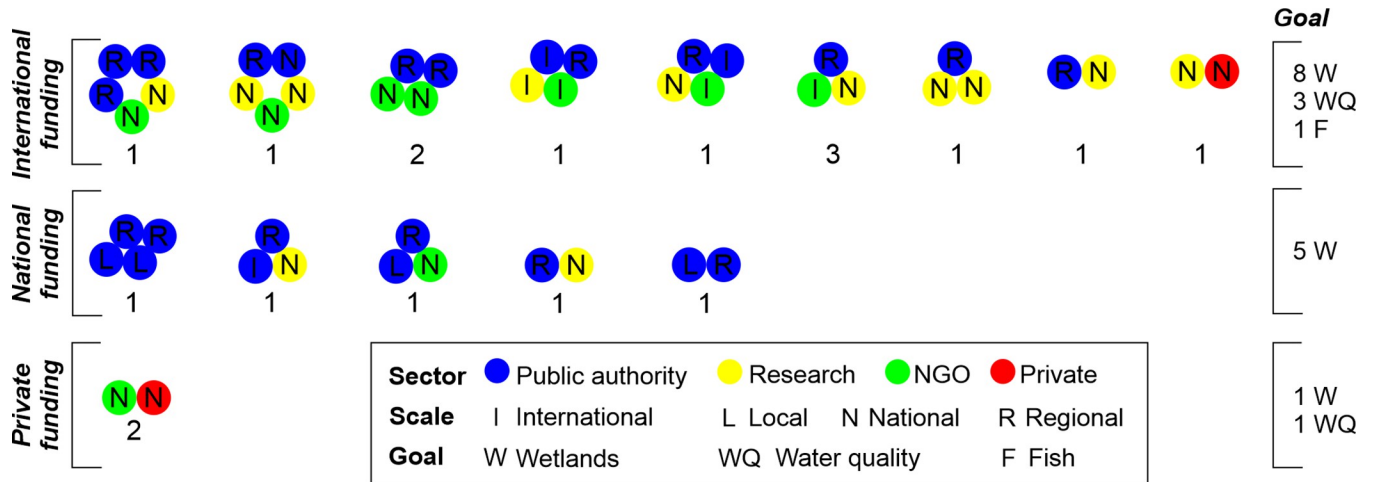 Goal
International
funding
R R R N N
R N N N N
R R N N
I R I I
R I N I
R I N
R N N
R N
N N
1 1 2 1 1 3 1 1 1
8 W
3 WQ
1 F
National
funding
R R L L
R I N
R L N
R N
L R
1 1 1 1 1
5 W
Private
funding
N N
2
1 W
1 WQ
Sector Public authority Research NGO Private
Scale I International L Local N National R Regional
Goal W Wetlands WQ Water quality F Fish